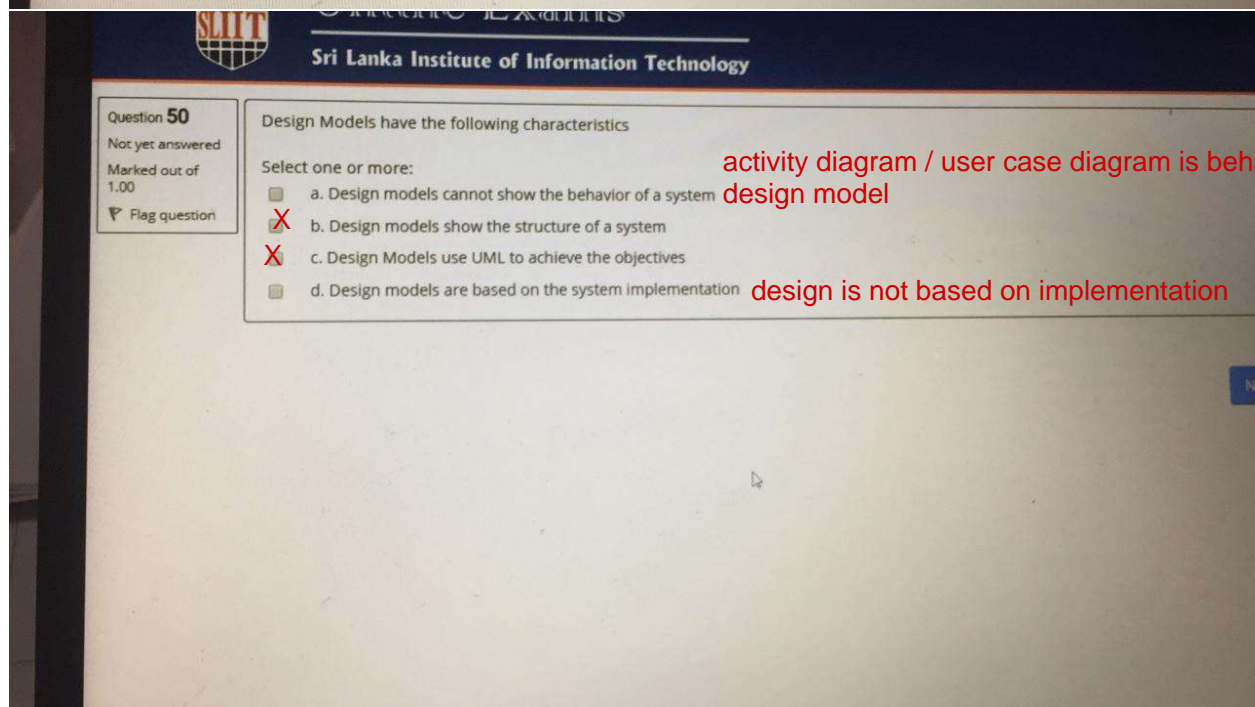 SLIIT
Sri Lanka Institute of Information Technology
Question 50
Not yet answered
Marked out of
1.00
Flag question
Design Models have the following characteristics
Select one or more:
a. Design models cannot show the behavior of a system
activity diagram / user case diagram is beha
design model
X b. Design models show the structure of a system
X c. Design Models use UML to achieve the objectives
d. Design models are based on the system implementation design is not based on implementation
N